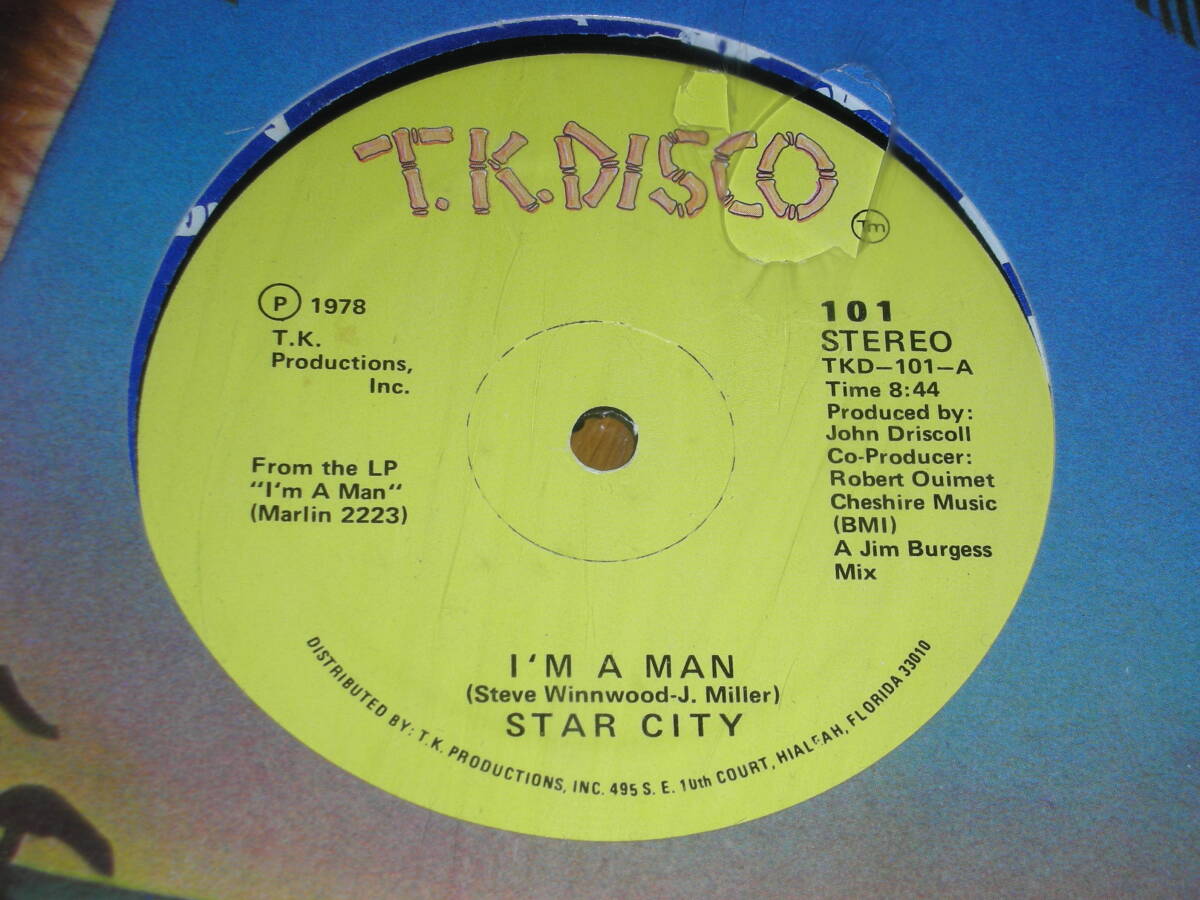 T.K.DISCO
Tm
P 1978
T.K.
Productions,
Inc.
From the LP
"I'm A Man"
(Marlin 2223)
101
STEREO
TKD-101-A
Time 8:44
Produced by:
John Driscoll
Co-Producer:
Robert Ouimet
Cheshire Music
(BMI)
A Jim Burgess
Mix
I'M A MAN
(Steve Winnwood-J. Miller)
STAR CITY
DISTRIBUTED BY: T.K. PRODUCTIONS, INC. 495 S. E. 10th COURT, HIALEAH, FLORIDA 33010